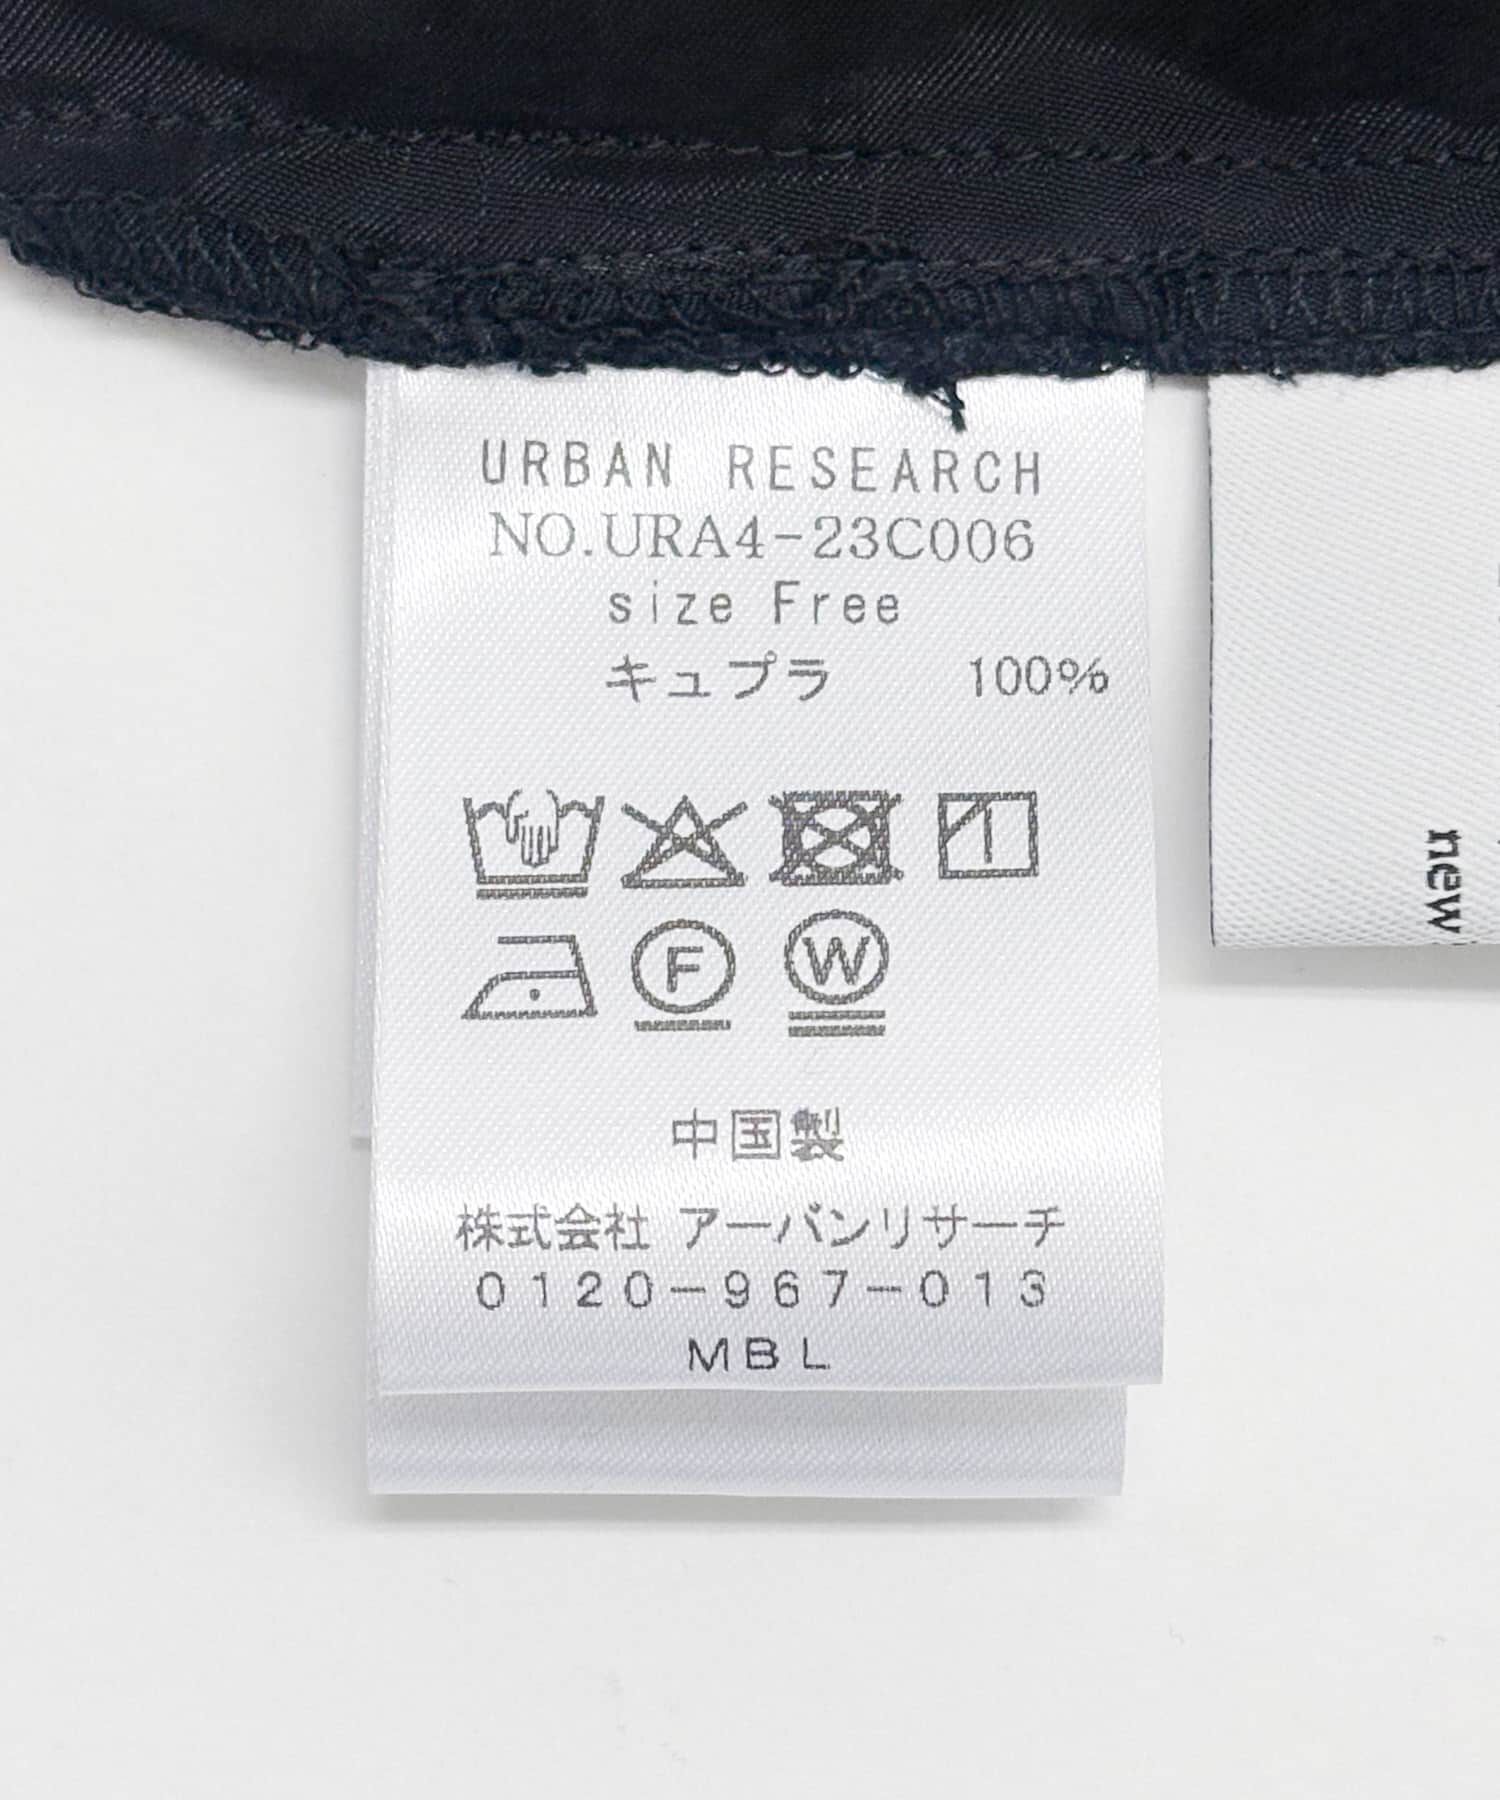 URBAN RESEARCH
NO.URA4-23C006
size Free
キュプラ 100%
F W
中国製
株式会社 アーバンリサーチ
0120-967-013
MBL
new